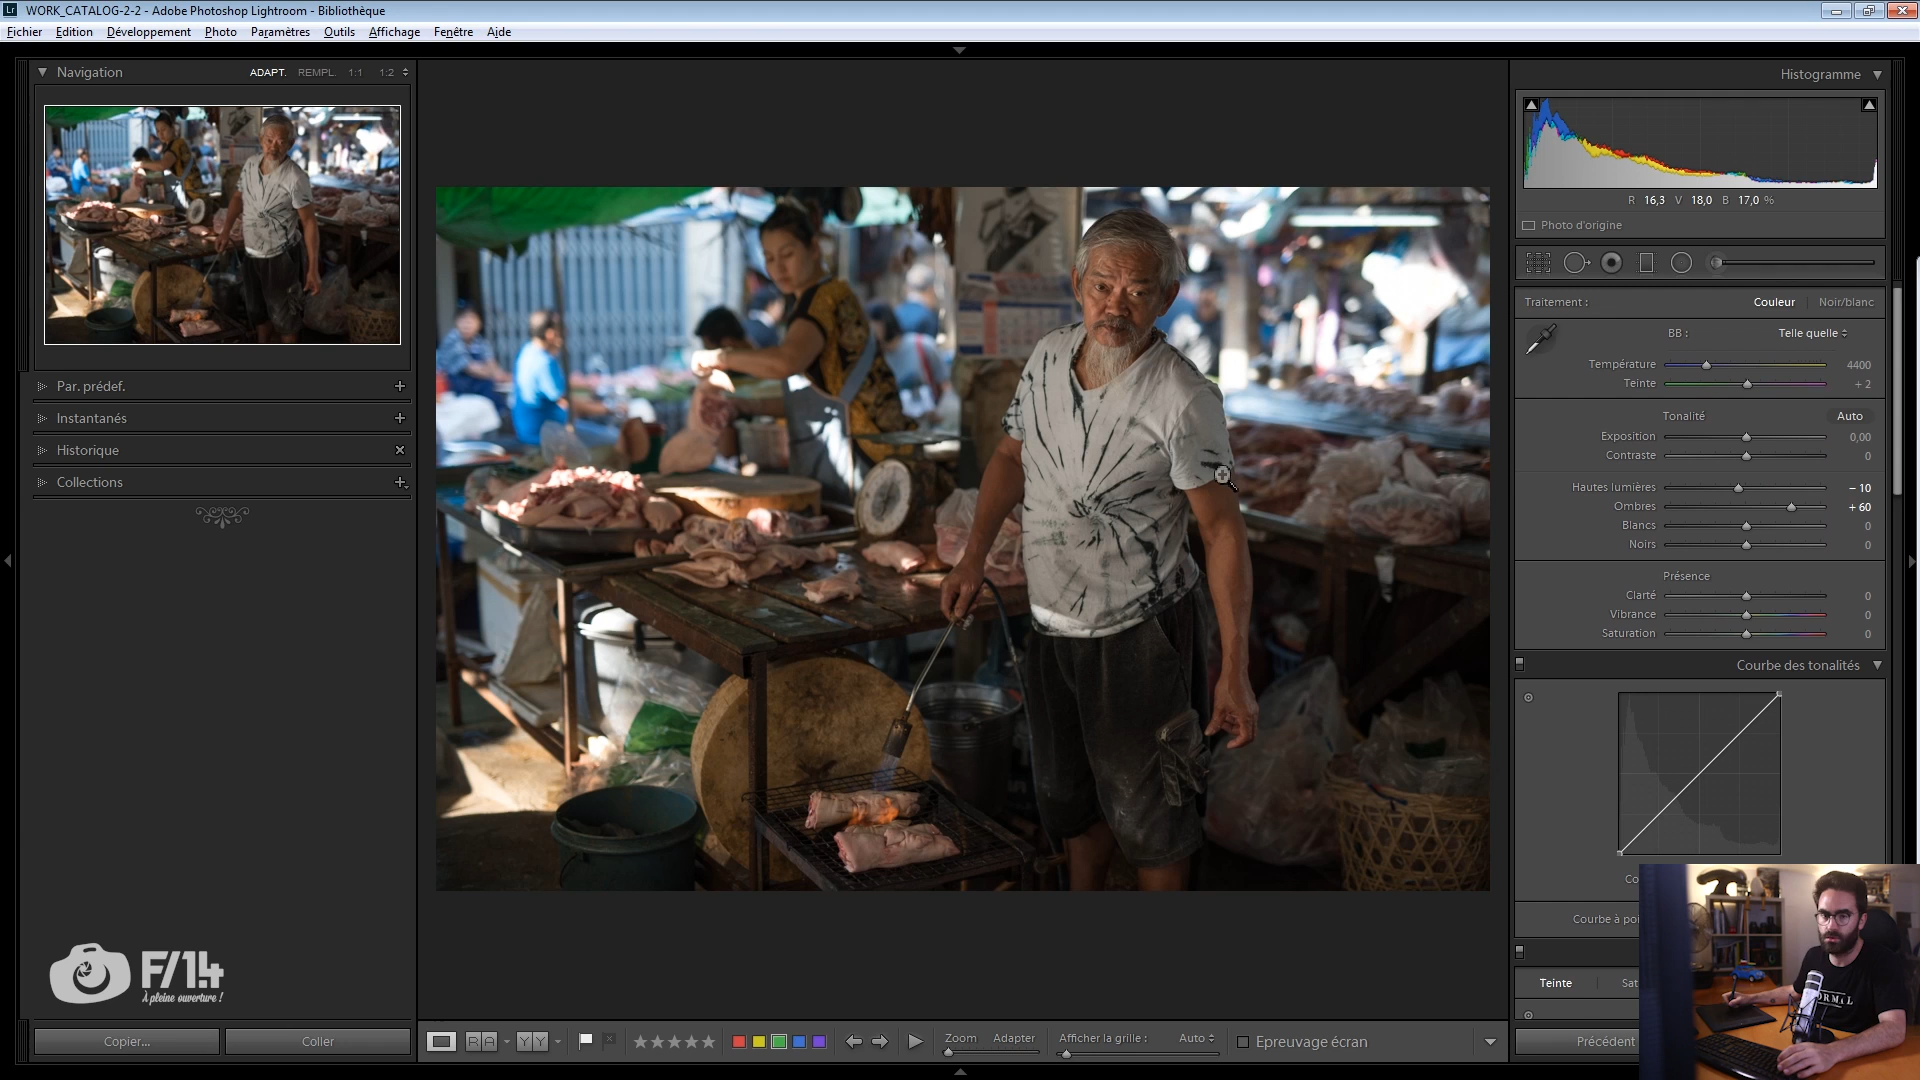 WORK_CATALOG-2-2 - Adobe Photoshop Lightroom - Bibliothèque
Fichier Edition Développement Photo Paramètres Outils Affichage Fenêtre Aide
Navigation ADAPT. REMPL. 1:1 1:2
Par. prédef.
Instantanés
Historique
Collections
F/1.4
À pleine ouverture !
Copier... Coller
Zoom Adapter Afficher la grille : Auto Epreuvage écran
Histogramme
R 16,3 V 18,0 B 17,0 %
Photo d'origine
Traitement : Couleur Noir/blanc
BB : Telle quelle
Température 4400
Teinte + 2
Tonalité Auto
Exposition 0,00
Contraste 0
Hautes lumières – 10
Ombres + 60
Blancs 0
Noirs 0
Présence
Clarté 0
Vibrance 0
Saturation 0
Courbe des tonalités
Courbe à poi
Teinte Sat
Précédent